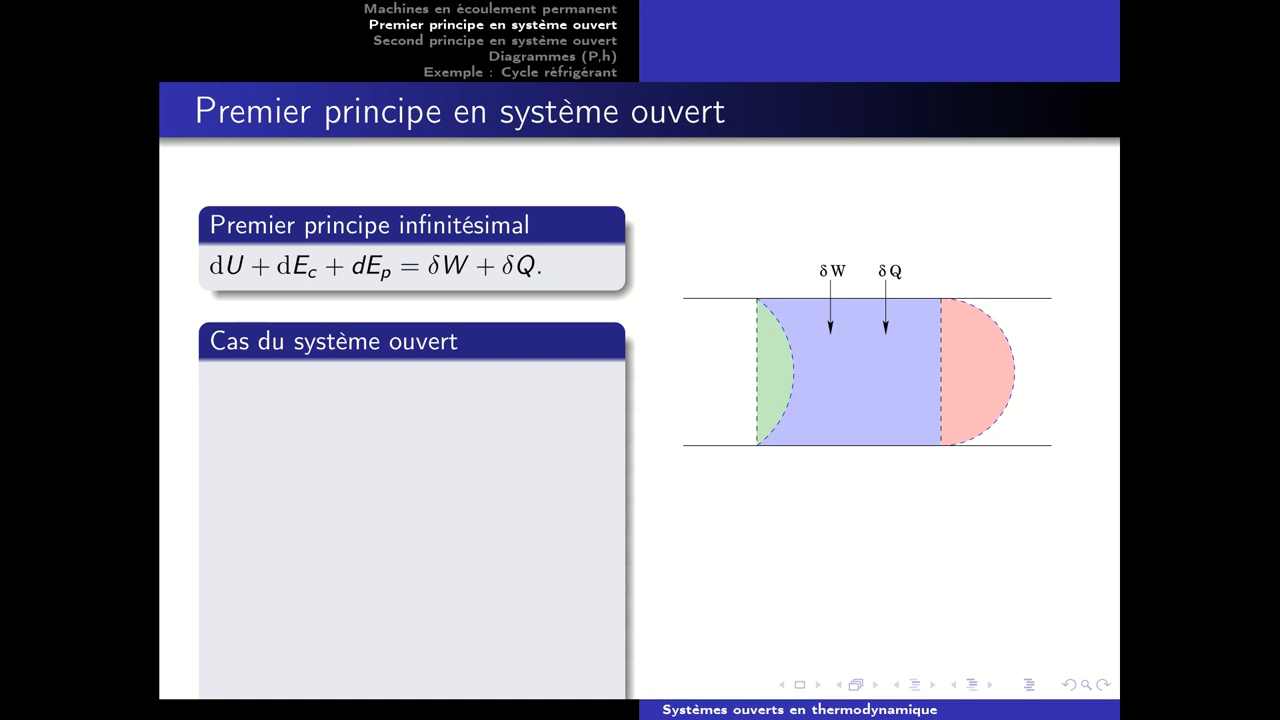 Machines en écoulement permanent
Premier principe en système ouvert
Second principe en système ouvert
Diagrammes (P,h)
Exemple : Cycle réfrigérant
Premier principe en système ouvert
Premier principe infinitésimal
dU + dE_c + dE_p = δW + δQ.
Cas du système ouvert
δ W δ Q
Systèmes ouverts en thermodynamique